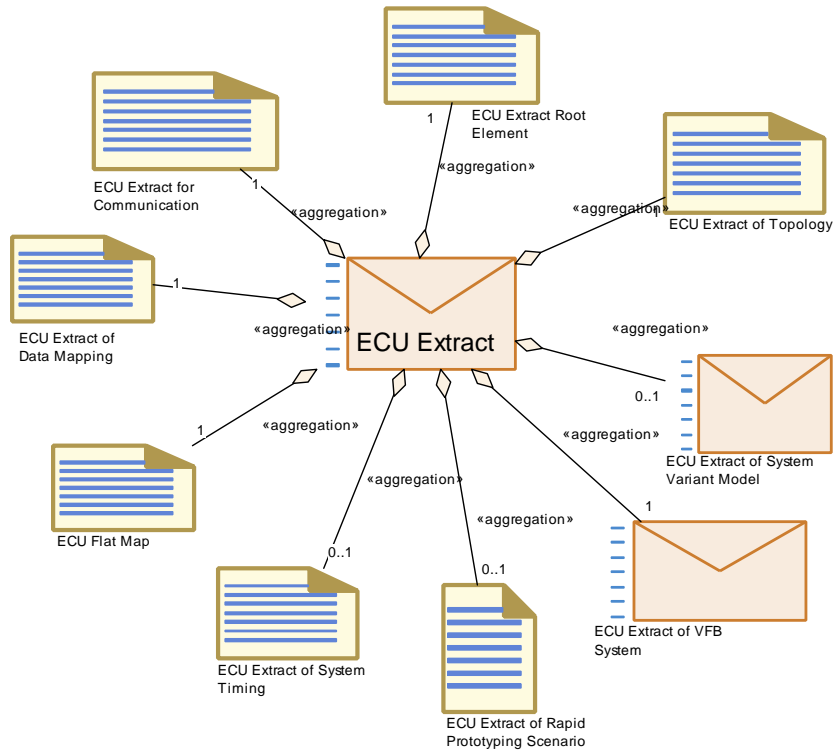 1
ECU Extract Root
Element
«aggregation»
ECU Extract for
Communication
1
«aggregation»
ECU Extract of Topology
1
«aggregation»
ECU Extract of
Data Mapping
1
«aggregation»
ECU Extract
«aggregation»
0..1
ECU Extract of System
Variant Model
1
ECU Flat Map
«aggregation»
«aggregation»
1
ECU Extract of VFB
System
«aggregation»
0..1
ECU Extract of System
Timing
«aggregation»
0..1
ECU Extract of Rapid
Prototyping Scenario